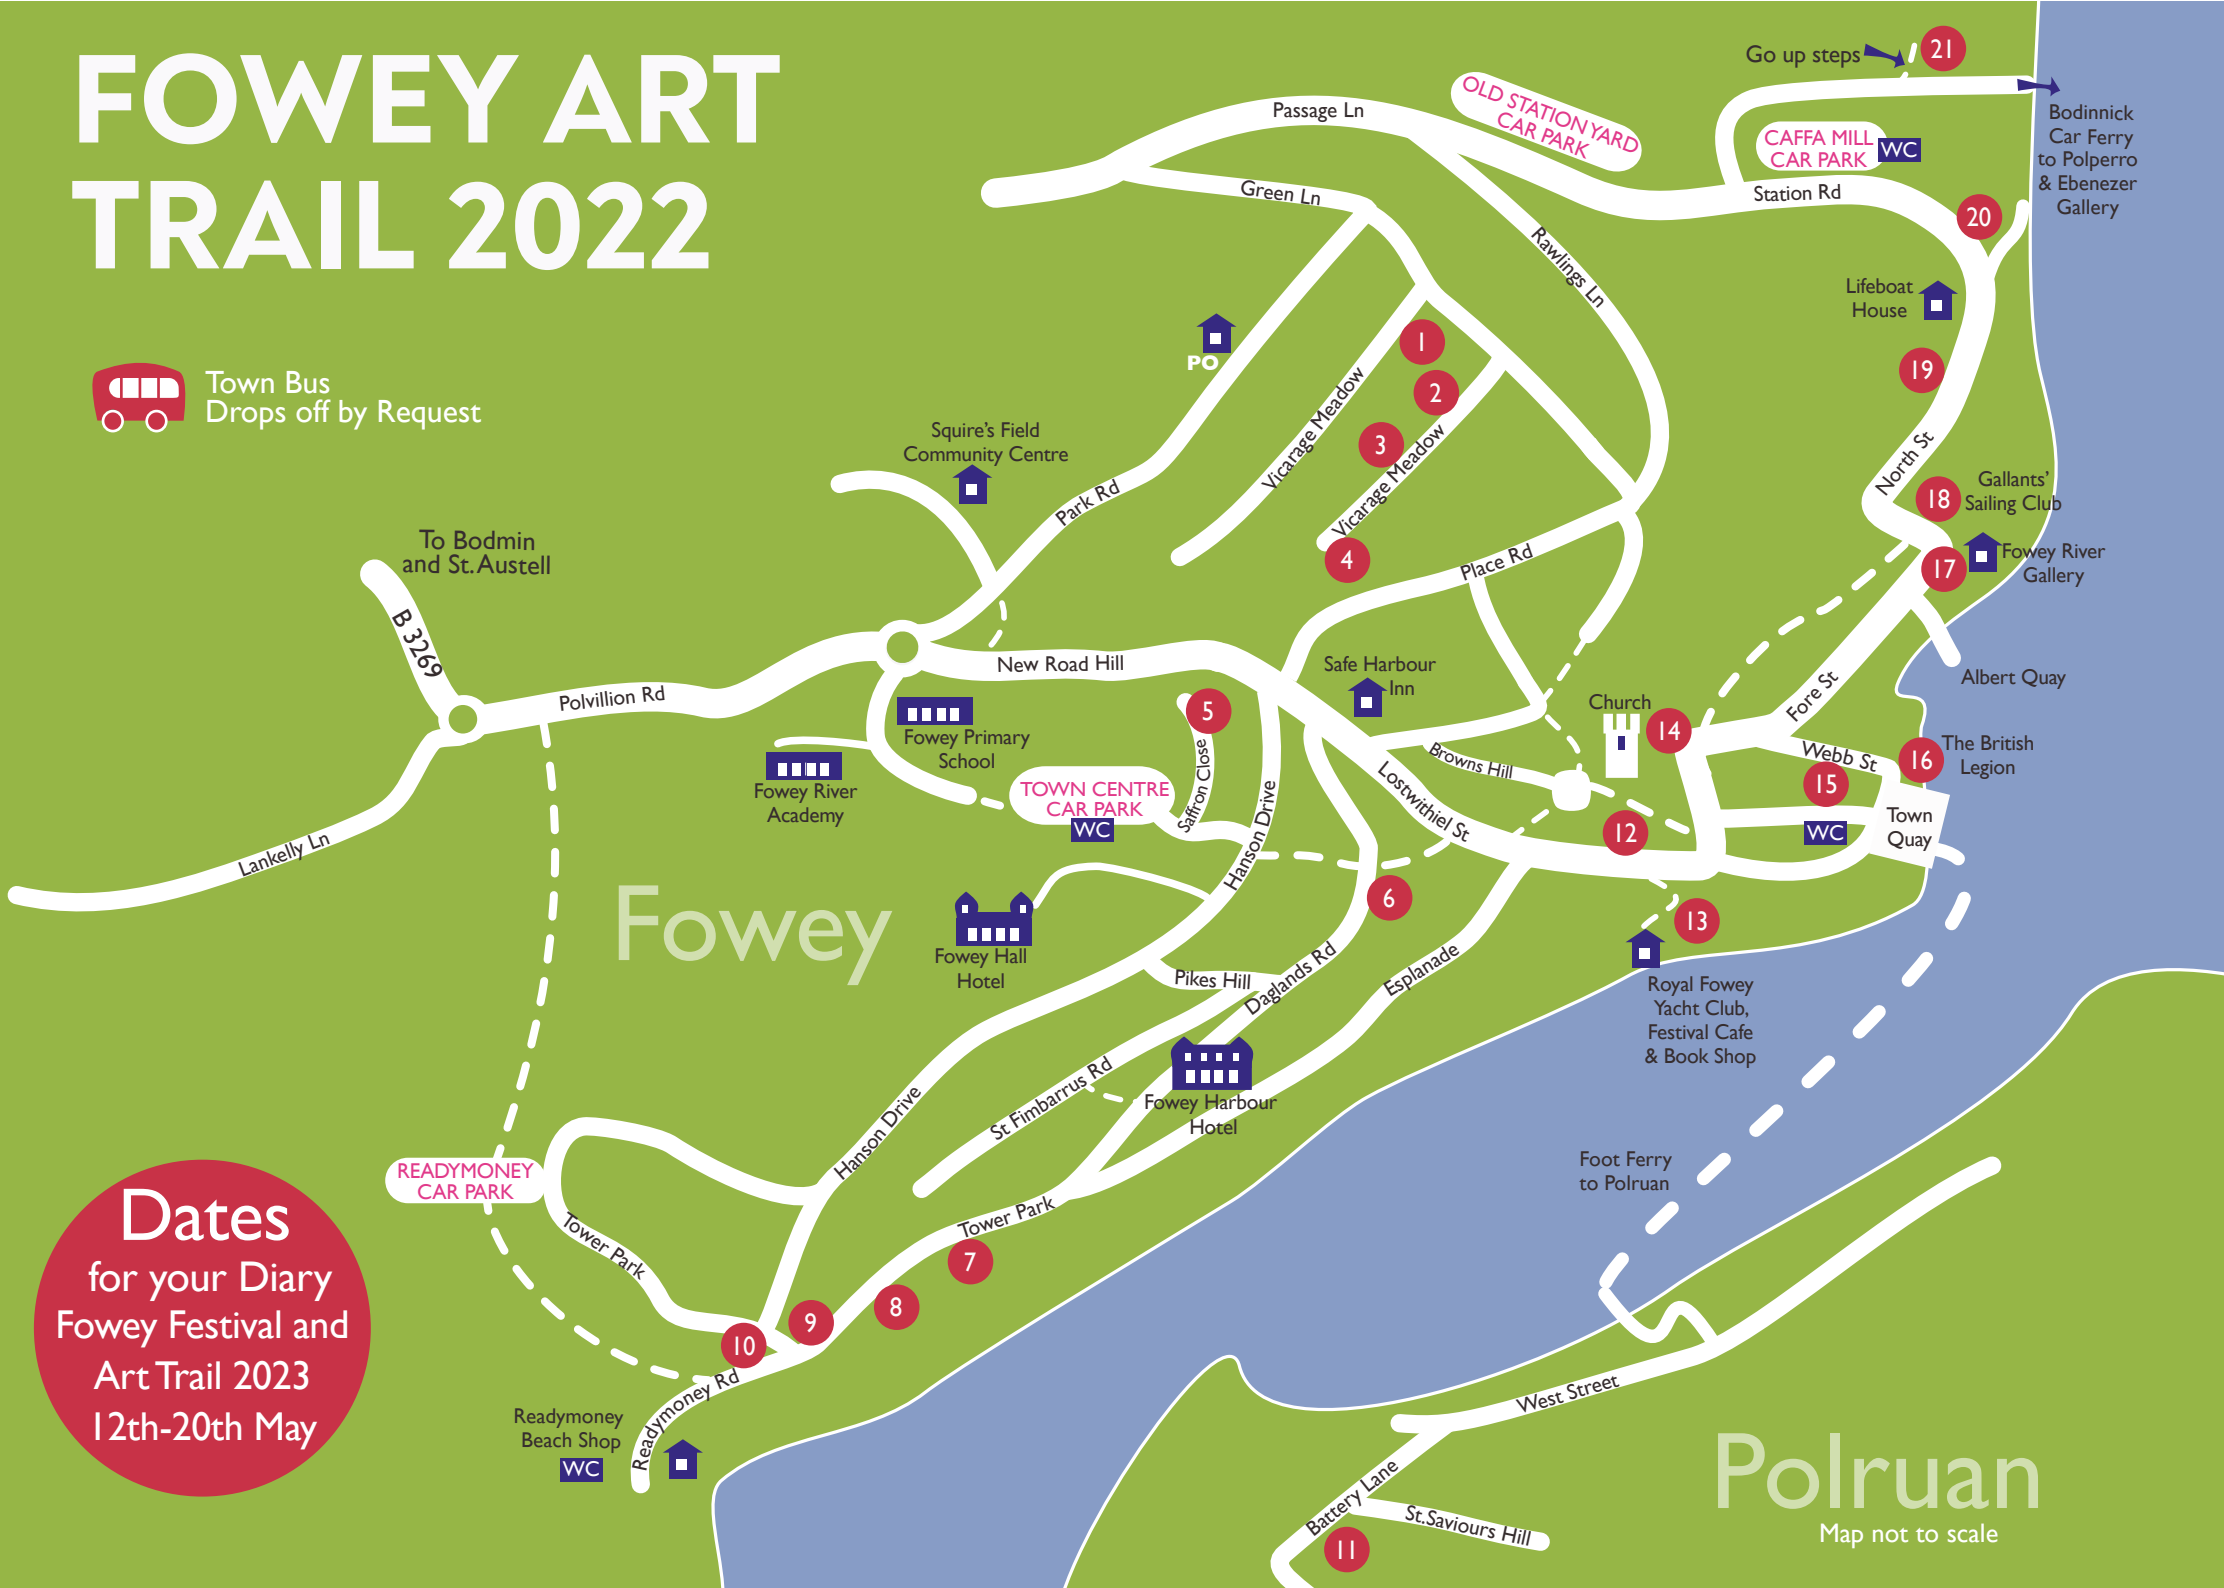 FOWEY ART
TRAIL 2022
Town Bus
Drops off by Request
Go up steps
21
OLD STATION YARD
CAR PARK
Passage Ln
CAFFA MILL
CAR PARK
WC
Bodinnick
Car Ferry
to Polperro
& Ebenezer
Gallery
Green Ln
Station Rd
20
Rawlings Ln
Lifeboat
House
PO
1
19
2
Vicarage Meadow
3
Vicarage Meadow
Squire's Field
Community Centre
North St
Park Rd
18
Gallants'
Sailing Club
To Bodmin
and St. Austell
4
Place Rd
17
Fowey River
Gallery
B 3269
New Road Hill
Safe Harbour
Inn
Albert Quay
Polvillion Rd
Church
Fore St
5
14
Fowey Primary
School
Browns Hill
Webb St
16
The British
Legion
Fowey River
Academy
TOWN CENTRE
CAR PARK
WC
Saffron Close
Hanson Drive
Lostwithiel St
15
12
WC
Town
Quay
Lankelly Ln
Fowey
6
13
Fowey Hall
Hotel
Pikes Hill
Daglands Rd
Esplanade
Royal Fowey
Yacht Club,
Festival Cafe
& Book Shop
St Fimbarrus Rd
Hanson Drive
Fowey Harbour
Hotel
READYMONEY
CAR PARK
Foot Ferry
to Polruan
Tower Park
Tower Park
7
8
9
10
Dates
for your Diary
Fowey Festival and
Art Trail 2023
12th-20th May
Readymoney Rd
Readymoney
Beach Shop
WC
West Street
Polruan
Map not to scale
Battery Lane
St.Saviours Hill
11